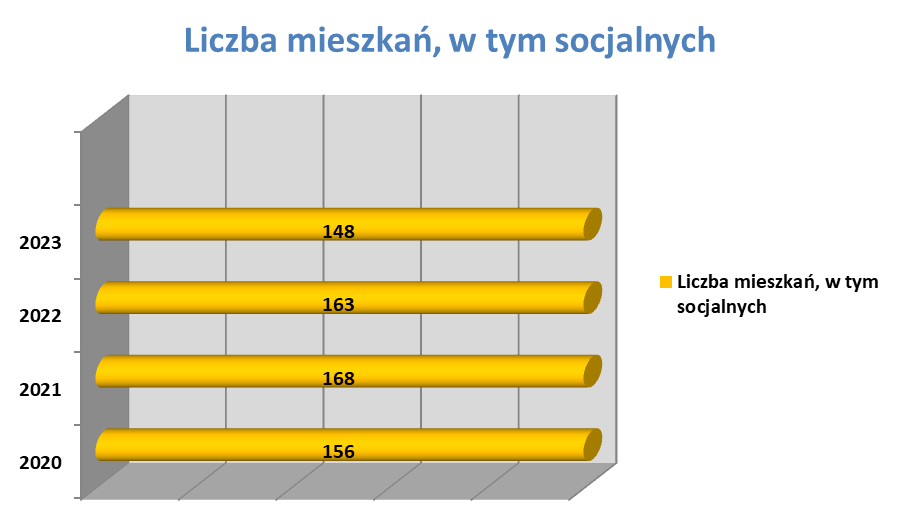 Liczba mieszkań, w tym socjalnych
2023
148
2022
163
2021
168
2020
156
Liczba mieszkań, w tym
socjalnych